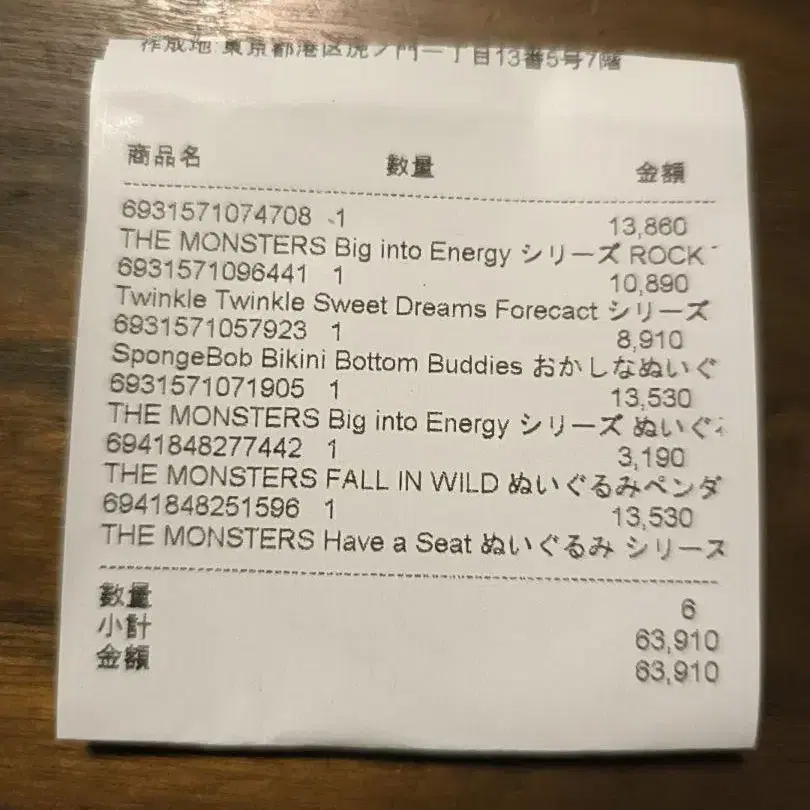 作成地:東京都港区虎ノ門一丁目13番5号7階
商品名 数量 金額
6931571074708 1 13,860
THE MONSTERS Big into Energy シリーズ ROCK
6931571096441 1 10,890
Twinkle Twinkle Sweet Dreams Forecact シリーズ
6931571057923 1 8,910
SpongeBob Bikini Bottom Buddies おかしなぬいぐ
6931571071905 1 13,530
THE MONSTERS Big into Energy シリーズ ぬいぐ
6941848277442 1 3,190
THE MONSTERS FALL IN WILD ぬいぐるみペンダ
6941848251596 1 13,530
THE MONSTERS Have a Seat ぬいぐるみ シリース
数量 6
小計 63,910
金額 63,910